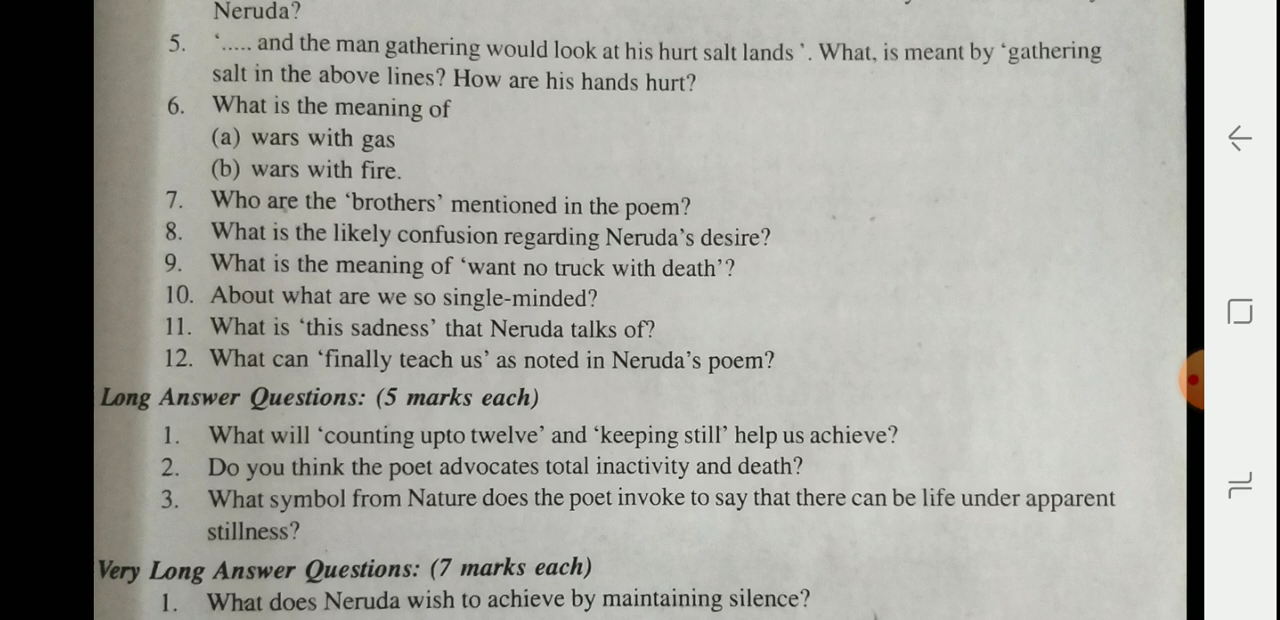 Neruda?
5. '..... and the man gathering would look at his hurt salt lands '. What, is meant by 'gathering
salt in the above lines? How are his hands hurt?
6. What is the meaning of
(a) wars with gas
(b) wars with fire.
7. Who are the 'brothers' mentioned in the poem?
8. What is the likely confusion regarding Neruda's desire?
9. What is the meaning of 'want no truck with death'?
10. About what are we so single-minded?
11. What is 'this sadness' that Neruda talks of?
12. What can 'finally teach us' as noted in Neruda's poem?
Long Answer Questions: (5 marks each)
1. What will 'counting upto twelve' and 'keeping still' help us achieve?
2. Do you think the poet advocates total inactivity and death?
3. What symbol from Nature does the poet invoke to say that there can be life under apparent
stillness?
Very Long Answer Questions: (7 marks each)
1. What does Neruda wish to achieve by maintaining silence?